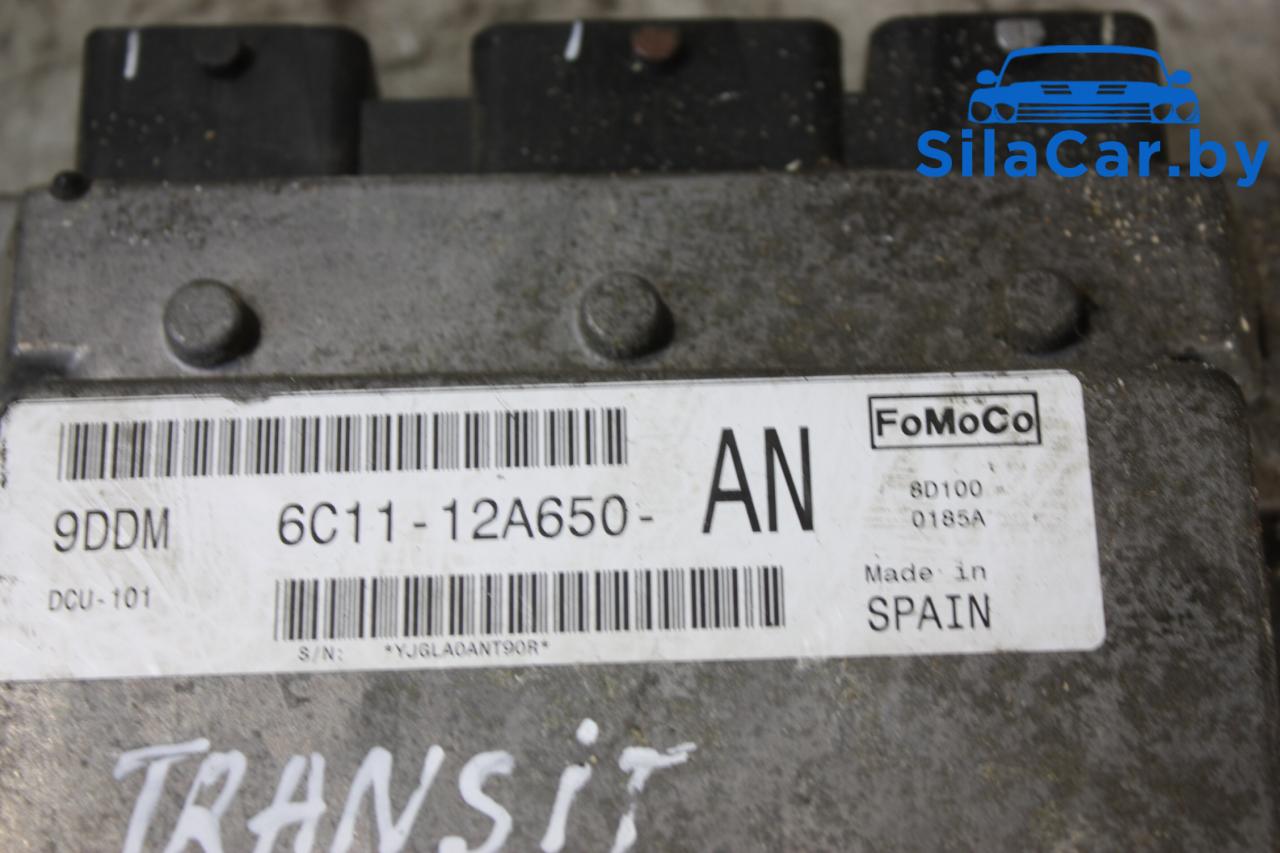 SilaCar.by
FoMoCo
9DDM 6C11-12A650- AN
8D100
0185A
DCU-101
Made in
SPAIN
S/N: *YJGLA0ANT90R*
TRANSiT